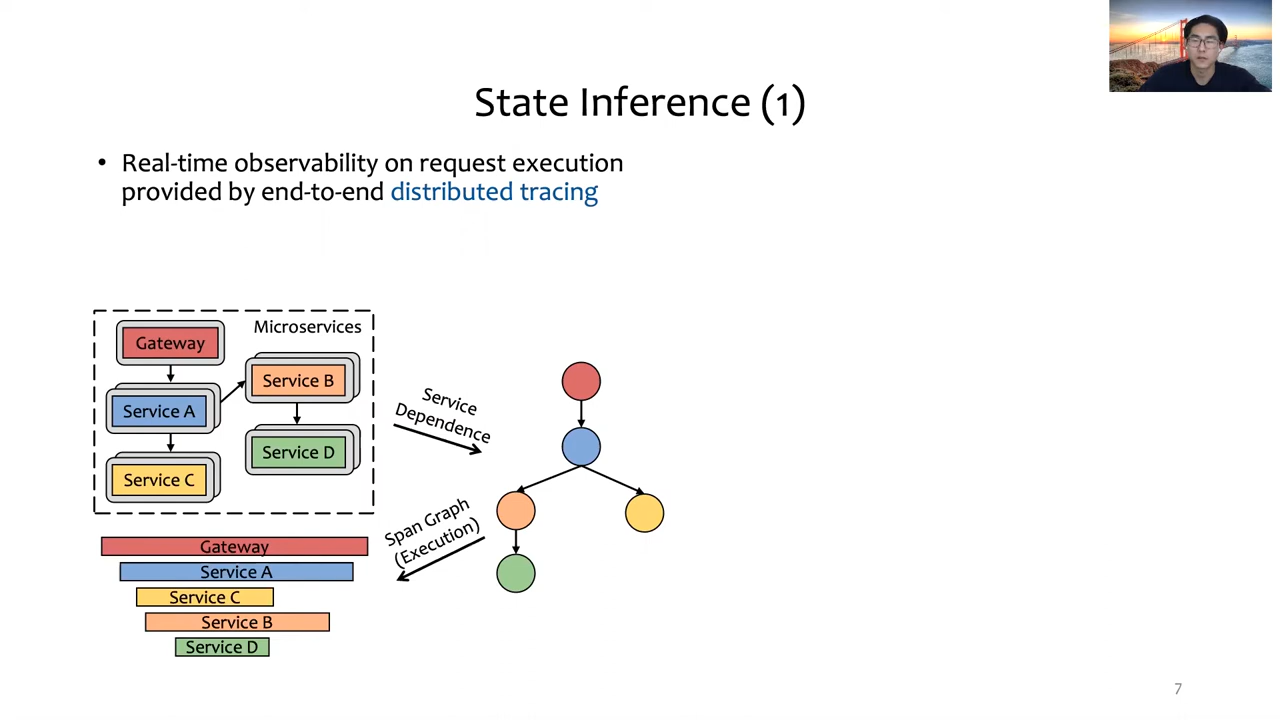 State Inference (1)
• Real-time observability on request execution
provided by end-to-end distributed tracing
Microservices
Gateway
Service B
Service A
Service D
Service C
Service
Dependence
Span Graph
(Execution)
Gateway
Service A
Service C
Service B
Service D
7